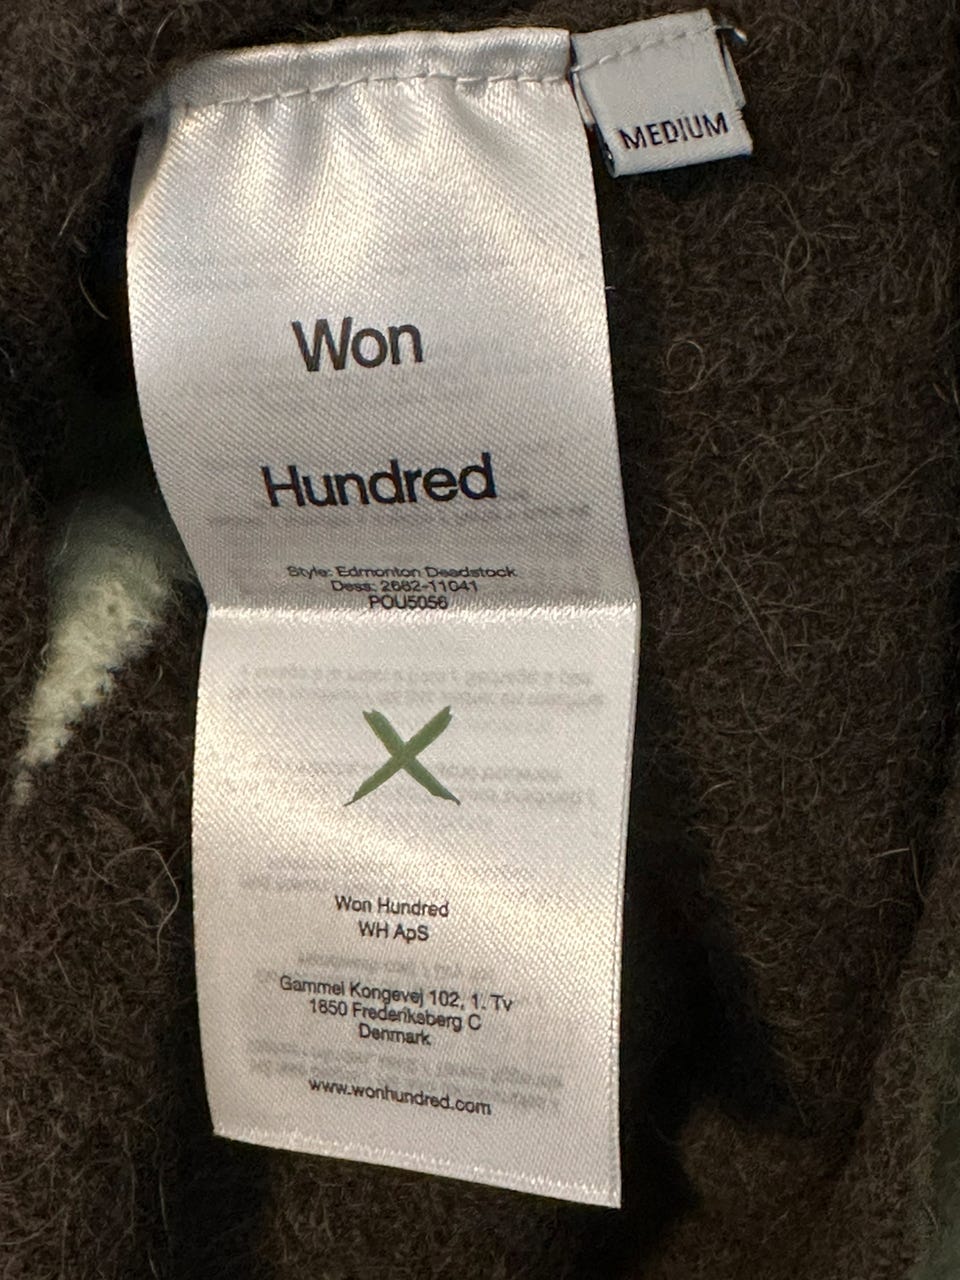 MEDIUM
Won
Hundred
Style: Edmonton Deadstock
Dess: 2662-11041
POU5056
X
Won Hundred
WH ApS
Gammel Kongevej 102, 1. Tv
1850 Frederiksberg C
Denmark
www.wonhundred.com